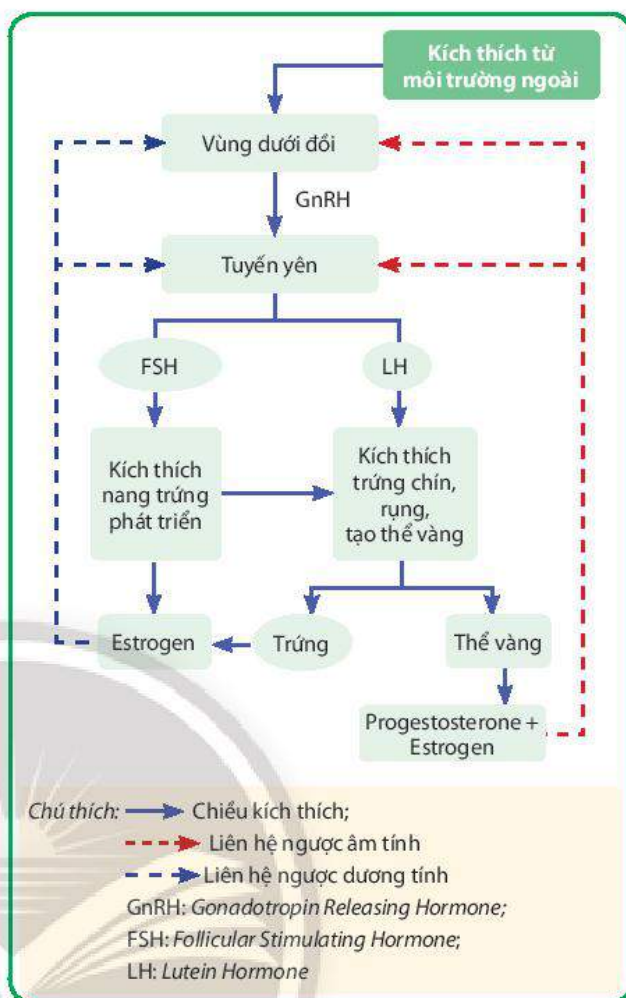 Kích thích từ
môi trường ngoài
Vùng dưới đồi
GnRH
Tuyến yên
FSH
LH
Kích thích
nang trứng
phát triển
Kích thích
trứng chín,
rụng,
tạo thể vàng
Estrogen
Trứng
Thể vàng
Progestosterone +
Estrogen
Chú thích:
Chiều kích thích;
Liên hệ ngược âm tính
Liên hệ ngược dương tính
GnRH: Gonadotropin Releasing Hormone;
FSH: Follicular Stimulating Hormone;
LH: Lutein Hormone